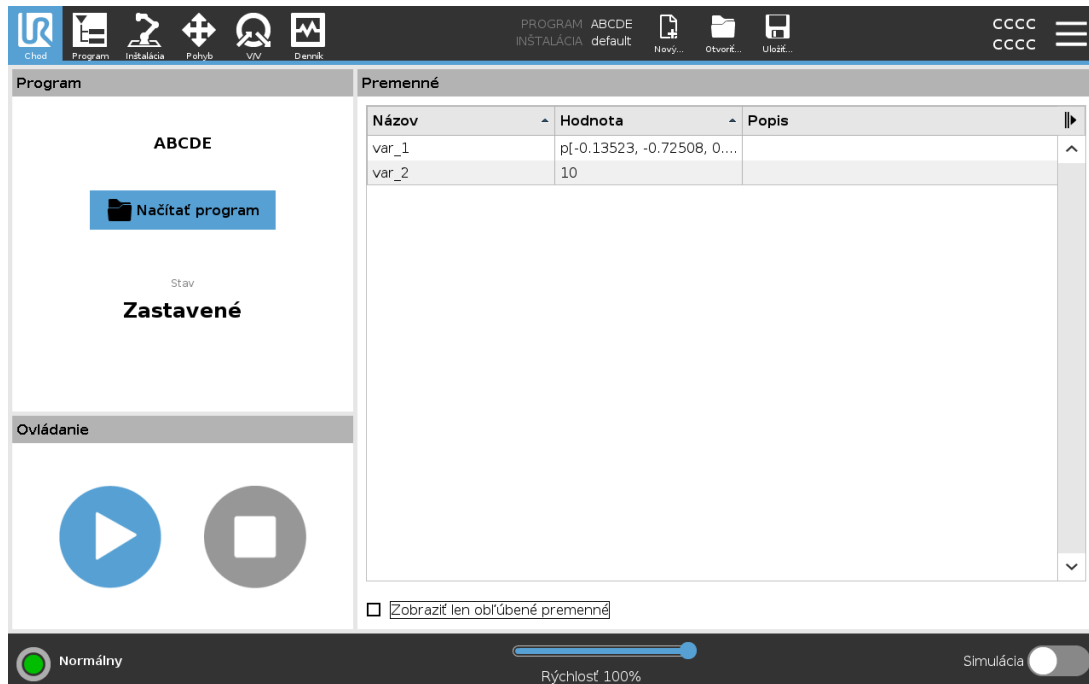 UR
Chod
Program
Inštalácia
Pohyb
V/V
Denník
PROGRAM ABCDE
INŠTALÁCIA default
Nový...
Otvoriť...
Uložiť...
CCCC
CCCC
Program
ABCDE
Načítať program
Stav
Zastavené
Ovládanie
Premenné
Názov Hodnota Popis
var_1 p[-0.13523, -0.72508, 0....
var_2 10
Zobraziť len obľúbené premenné
Normálny
Rýchlosť 100%
Simulácia